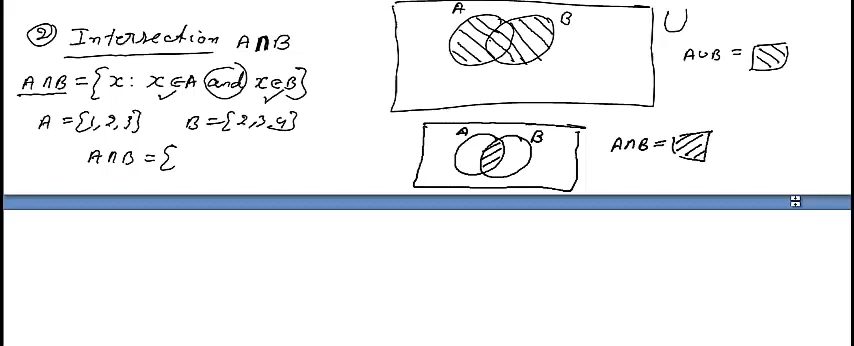 ② Intersection A∩B
A∩B = {x: x∈A and x∈B}
A = {1,2,3} B = {2,3,4}
A∩B = {
A
B
U
A∪B =
A
B
A∩B =